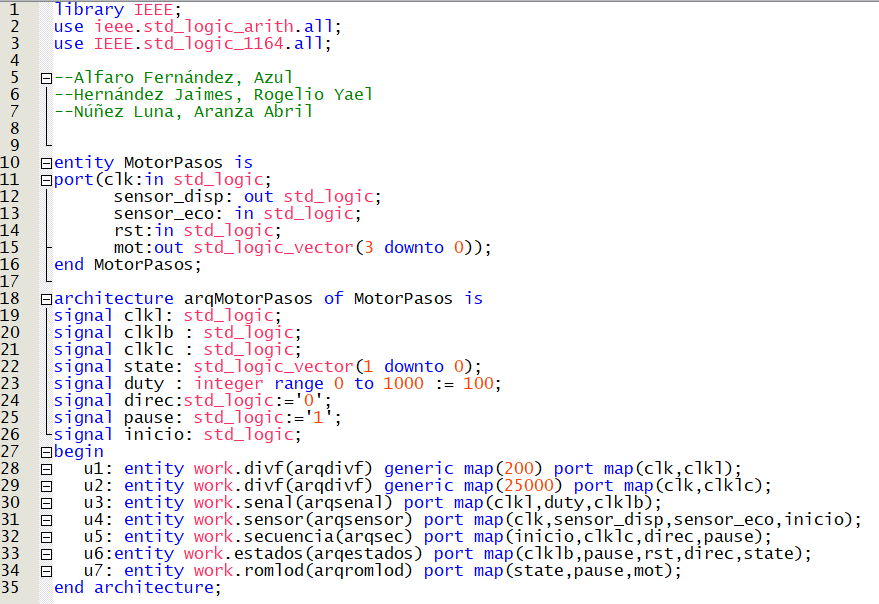 1 library IEEE;
2 use ieee.std_logic_arith.all;
3 use IEEE.std_logic_1164.all;
4
5 --Alfaro Fernández, Azul
6 --Hernández Jaimes, Rogelio Yael
7 --Núñez Luna, Aranza Abril
8
9
10 entity MotorPasos is
11 port(clk:in std_logic;
12 sensor_disp: out std_logic;
13 sensor_eco: in std_logic;
14 rst:in std_logic;
15 mot:out std_logic_vector(3 downto 0));
16 end MotorPasos;
17
18 architecture arqMotorPasos of MotorPasos is
19 signal clkl: std_logic;
20 signal clklb : std_logic;
21 signal clklc : std_logic;
22 signal state: std_logic_vector(1 downto 0);
23 signal duty : integer range 0 to 1000 := 100;
24 signal direc:std_logic:='0';
25 signal pause: std_logic:='1';
26 signal inicio: std_logic;
27 begin
28 u1: entity work.divf(arqdivf) generic map(200) port map(clk,clkl);
29 u2: entity work.divf(arqdivf) generic map(25000) port map(clk,clklc);
30 u3: entity work.senal(arqsenal) port map(clkl,duty,clklb);
31 u4: entity work.sensor(arqsensor) port map(clk,sensor_disp,sensor_eco,inicio);
32 u5: entity work.secuencia(arqsec) port map(inicio,clklc,direc,pause);
33 u6:entity work.estados(arqestados) port map(clklb,pause,rst,direc,state);
34 u7: entity work.romlod(arqromlod) port map(state,pause,mot);
35 end architecture;